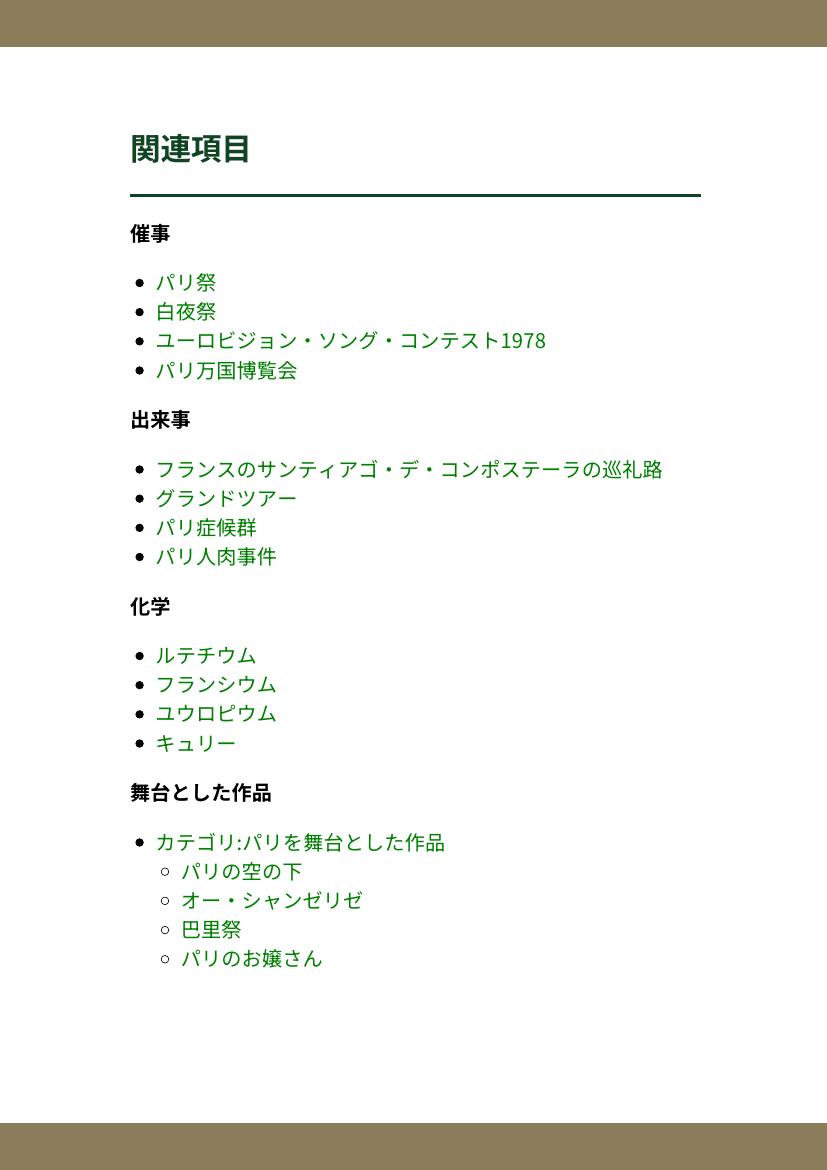 関連項目
催事
パリ祭
白夜祭
ユーロビジョン・ソング・コンテスト1978
パリ万国博覧会
出来事
フランスのサンティアゴ・デ・コンポステーラの巡礼路
グランドツアー
パリ症候群
パリ人肉事件
化学
ルテチウム
フランシウム
ユウロピウム
キュリー
舞台とした作品
カテゴリ:パリを舞台とした作品
パリの空の下
オー・シャンゼリゼ
巴里祭
パリのお嬢さん